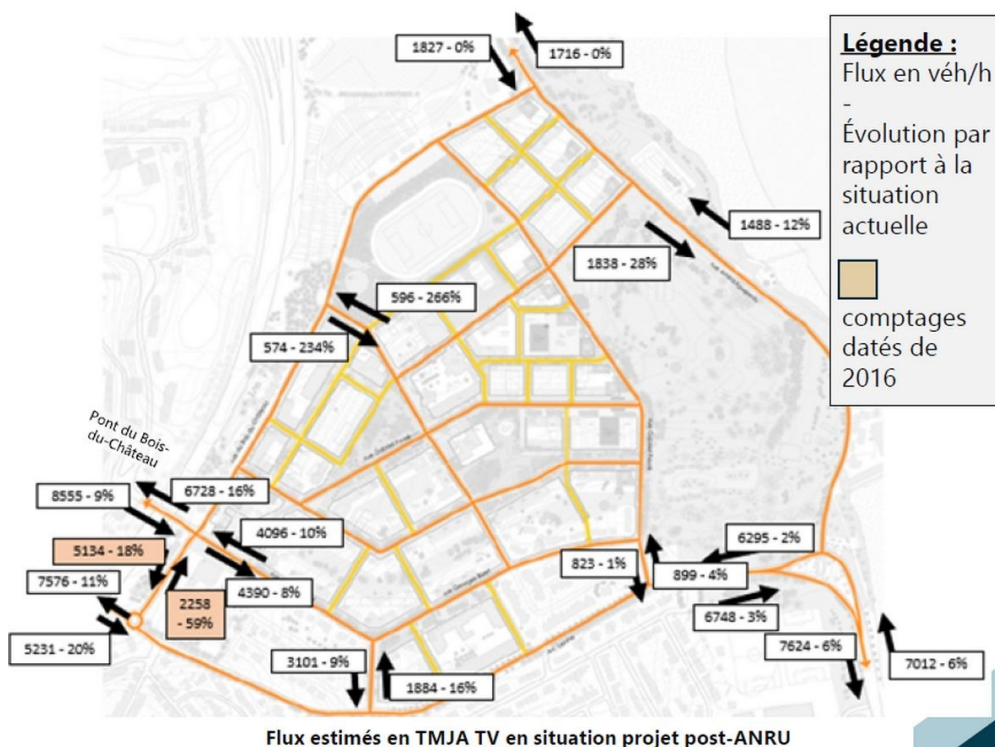 1827 - 0%
1716 - 0%
Légende :
Flux en véh/h
-
Évolution par
rapport à la
situation
actuelle
comptages
datés de
2016
1488 - 12%
1838 - 28%
596 - 266%
574 - 234%
Pont du Bois-
du-Château
8555 - 9%
6728 - 16%
5134 - 18%
4096 - 10%
7576 - 11%
2258
- 59%
4390 - 8%
5231 - 20%
3101 - 9%
1884 - 16%
823 - 1%
899 - 4%
6295 - 2%
6748 - 3%
7624 - 6%
7012 - 6%
Flux estimés en TMJA TV en situation projet post-ANRU